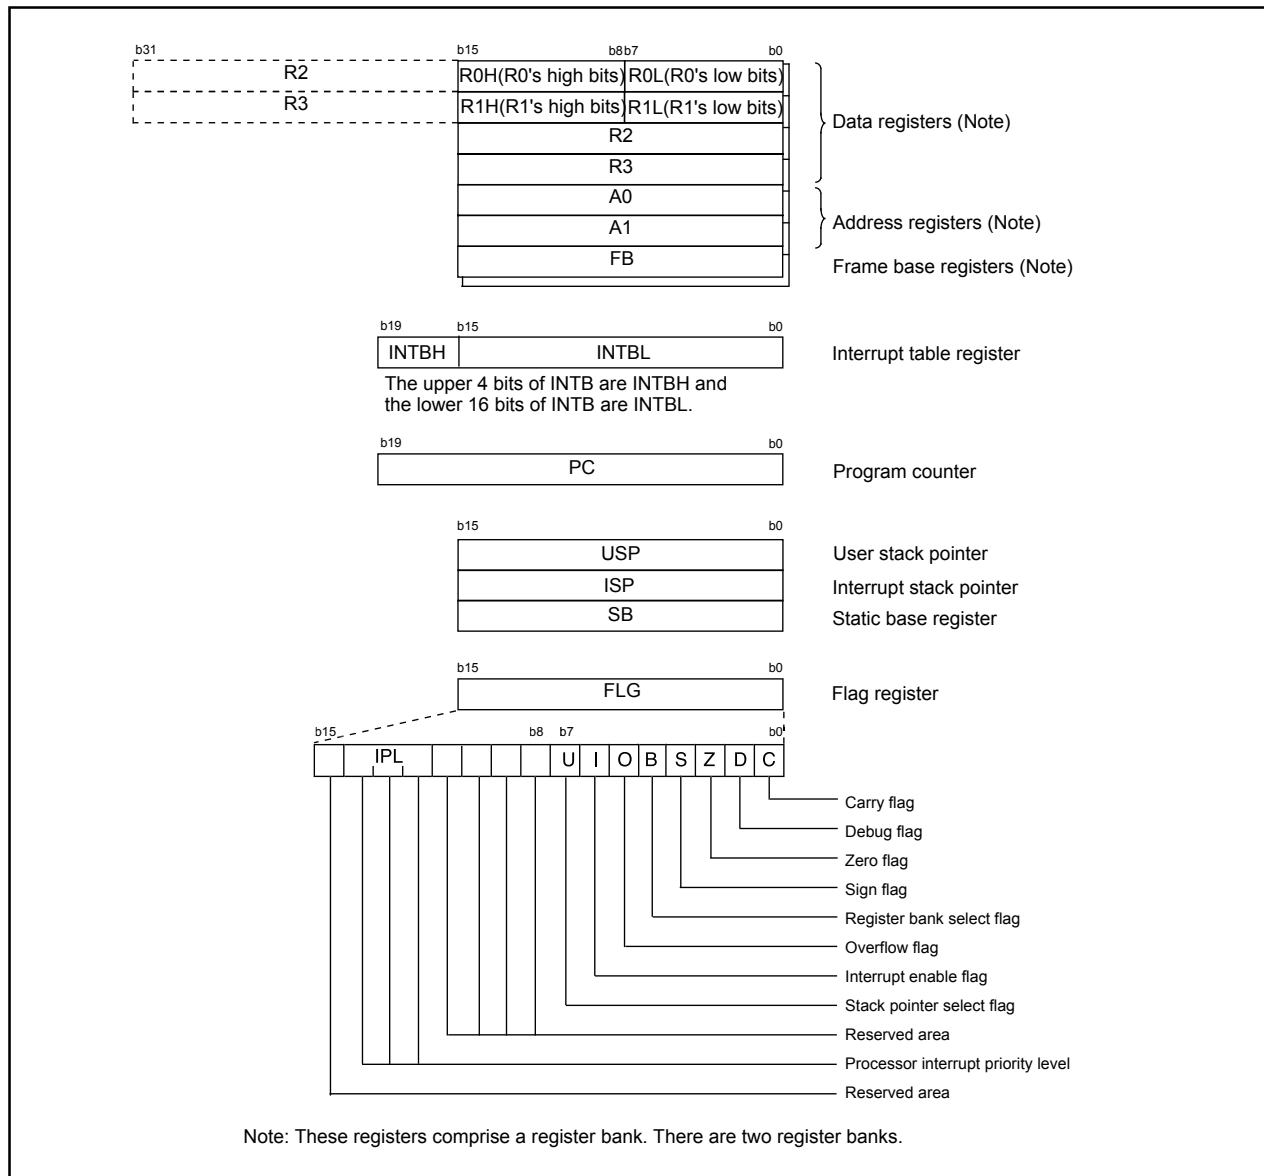 b31 b15 b8b7 b0
R2 R0H(R0's high bits) R0L(R0's low bits)
R3 R1H(R1's high bits) R1L(R1's low bits)
Data registers (Note)
R2
R3
A0
A1
Address registers (Note)
FB
Frame base registers (Note)
b19 b15 b0
INTBH INTBL Interrupt table register
The upper 4 bits of INTB are INTBH and
the lower 16 bits of INTB are INTBL.
b19 b0
PC Program counter
b15 b0
USP User stack pointer
ISP Interrupt stack pointer
SB Static base register
b15 b0
FLG Flag register
b15 b8 b7 b0
IPL U I O B S Z D C
Carry flag
Debug flag
Zero flag
Sign flag
Register bank select flag
Overflow flag
Interrupt enable flag
Stack pointer select flag
Reserved area
Processor interrupt priority level
Reserved area
Note: These registers comprise a register bank. There are two register banks.